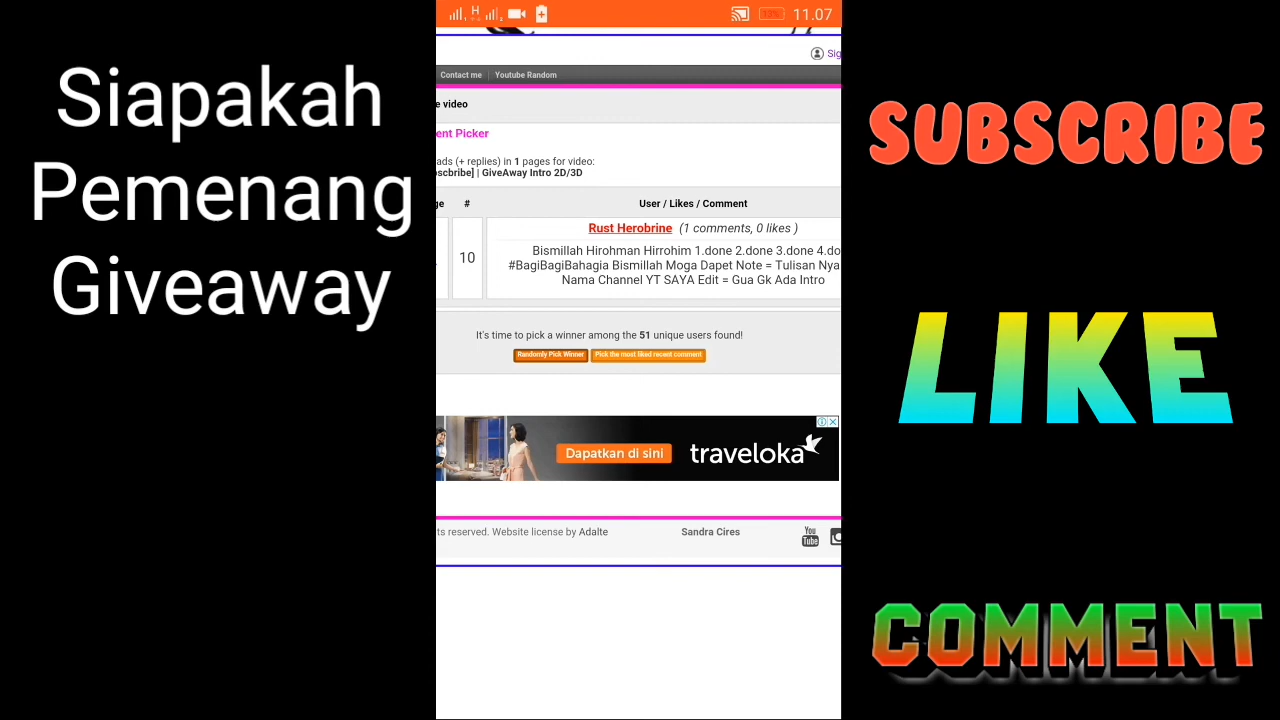 Siapakah
Pemenang
Giveaway
H
11.07
Sig
Contact me
Youtube Random
e video
ent Picker
ads (+ replies) in 1 pages for video:
oscbribe] | GiveAway Intro 2D/3D
ge # User / Likes / Comment
10
Rust Herobrine (1 comments, 0 likes )
Bismillah Hirohman Hirrohim 1.done 2.done 3.done 4.do
#BagiBagiBahagia Bismillah Moga Dapet Note = Tulisan Nya
Nama Channel YT SAYA Edit = Gua Gk Ada Intro
It's time to pick a winner among the 51 unique users found!
Randomly Pick Winner
Pick the most liked recent comment
Dapatkan di sini
traveloka
ts reserved. Website license by Adalte
Sandra Cires
You
Tube
SUBSCRIBE
LIKE
COMMENT